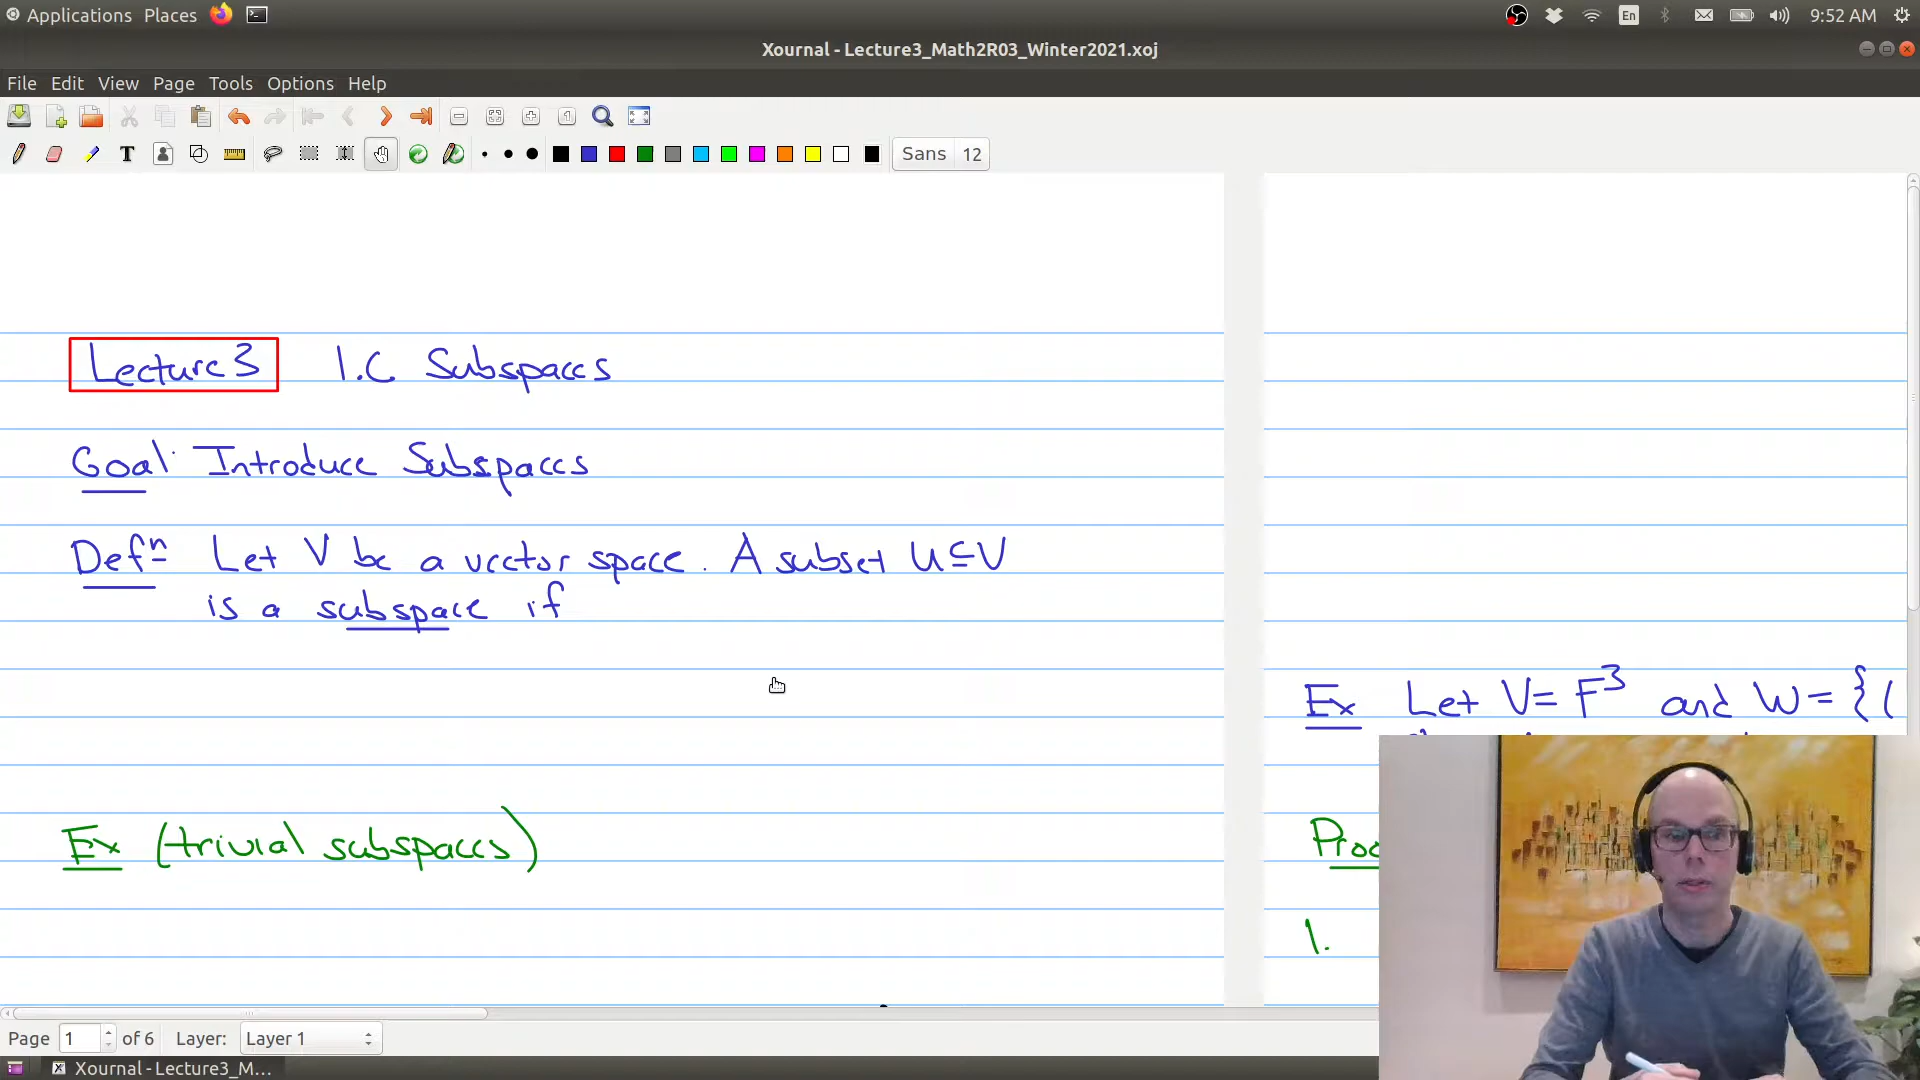 Applications Places
En 9:52 AM
Xournal - Lecture3_Math2R03_Winter2021.xoj
File Edit View Page Tools Options Help
Sans 12
Lecture 3 1.C Subspaces
Goal: Introduce Subspaces
Defn Let V be a vector space. A subset U⊆V
is a subspace if
Ex (trivial subspaces)
Ex Let V = F³ and W = { (
Proo
1.
Page 1 of 6 Layer: Layer 1
Xournal - Lecture3_M...